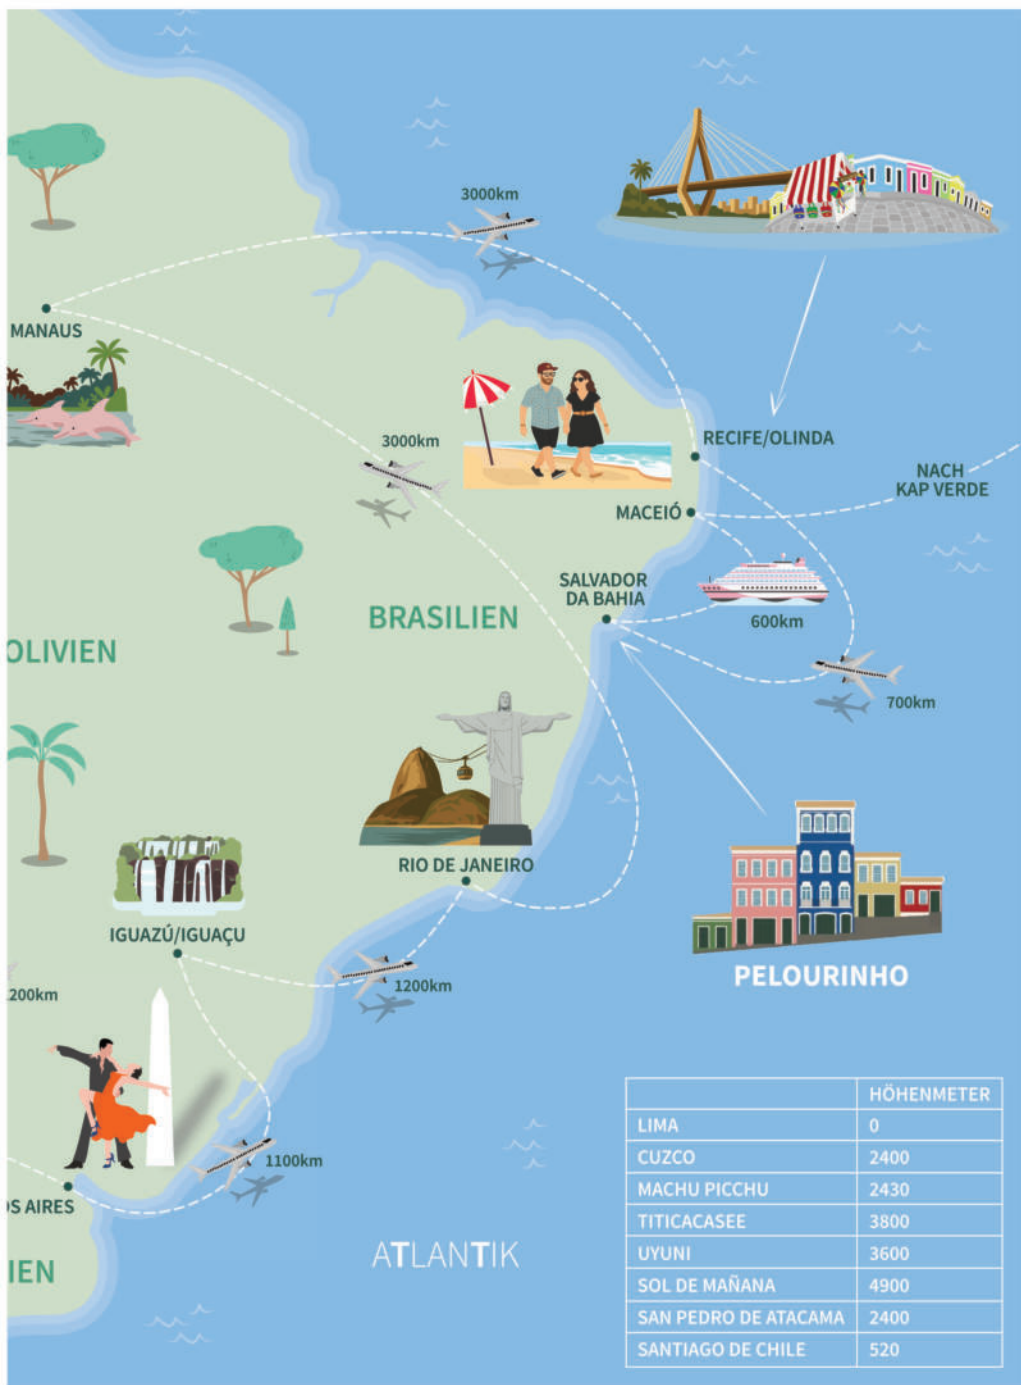 3000km
MANAUS
3000km
RECIFE/OLINDA
NACH
KAP VERDE
MACEIÓ
SALVADOR
DA BAHIA
600km
BRASILIEN
OLIVIEN
700km
RIO DE JANEIRO
IGUAZÚ/IGUAÇU
1200km
200km
PELOURINHO
1100km
OS AIRES
IEN
ATLANTIK
HÖHENMETER
LIMA 0
CUZCO 2400
MACHU PICCHU 2430
TITICACASEE 3800
UYUNI 3600
SOL DE MAÑANA 4900
SAN PEDRO DE ATACAMA 2400
SANTIAGO DE CHILE 520